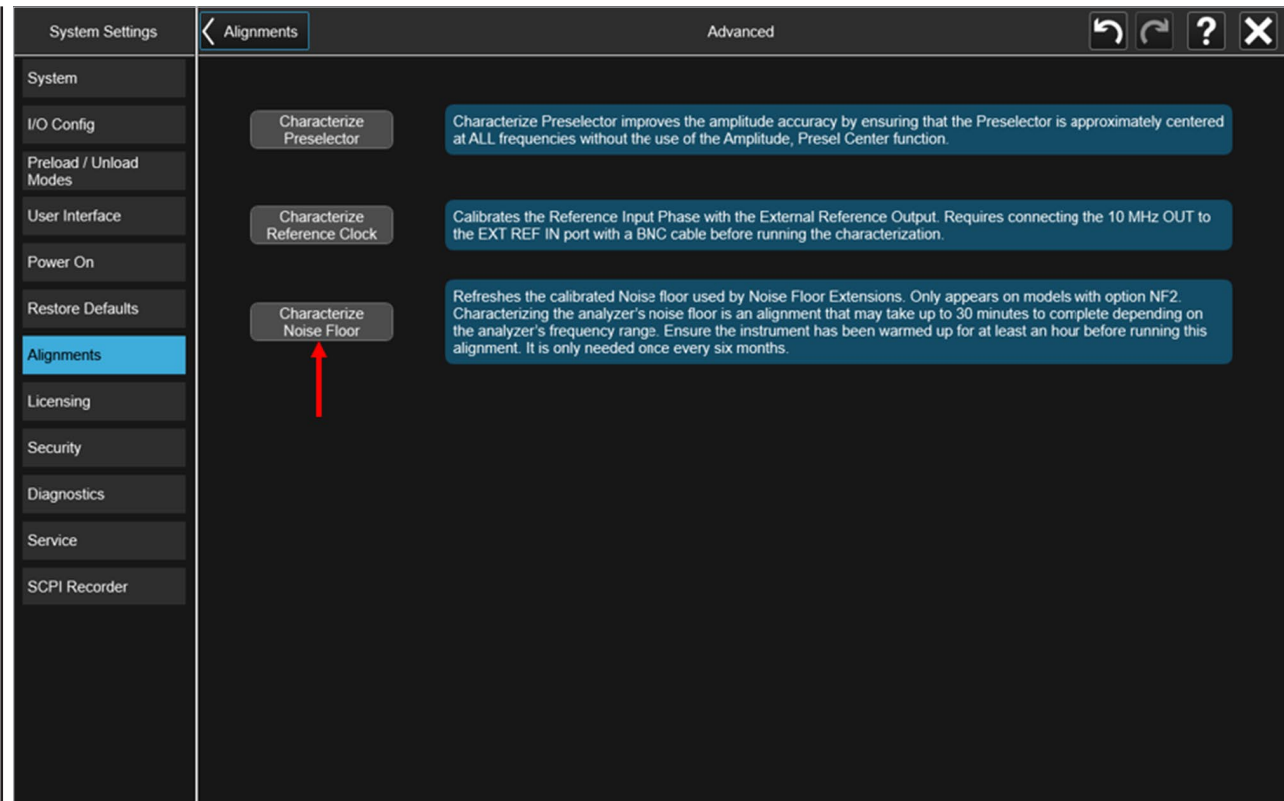 System Settings
Alignments
Advanced
?
System
I/O Config
Preload / Unload
Modes
User Interface
Power On
Restore Defaults
Alignments
Licensing
Security
Diagnostics
Service
SCPI Recorder
Characterize
Preselector
Characterize Preselector improves the amplitude accuracy by ensuring that the Preselector is approximately centered
at ALL frequencies without the use of the Amplitude, Presel Center function.
Characterize
Reference Clock
Calibrates the Reference Input Phase with the External Reference Output. Requires connecting the 10 MHz OUT to
the EXT REF IN port with a BNC cable before running the characterization.
Characterize
Noise Floor
Refreshes the calibrated Noise floor used by Noise Floor Extensions. Only appears on models with option NF2.
Characterizing the analyzer's noise floor is an alignment that may take up to 30 minutes to complete depending on
the analyzer's frequency range. Ensure the instrument has been warmed up for at least an hour before running this
alignment. It is only needed once every six months.